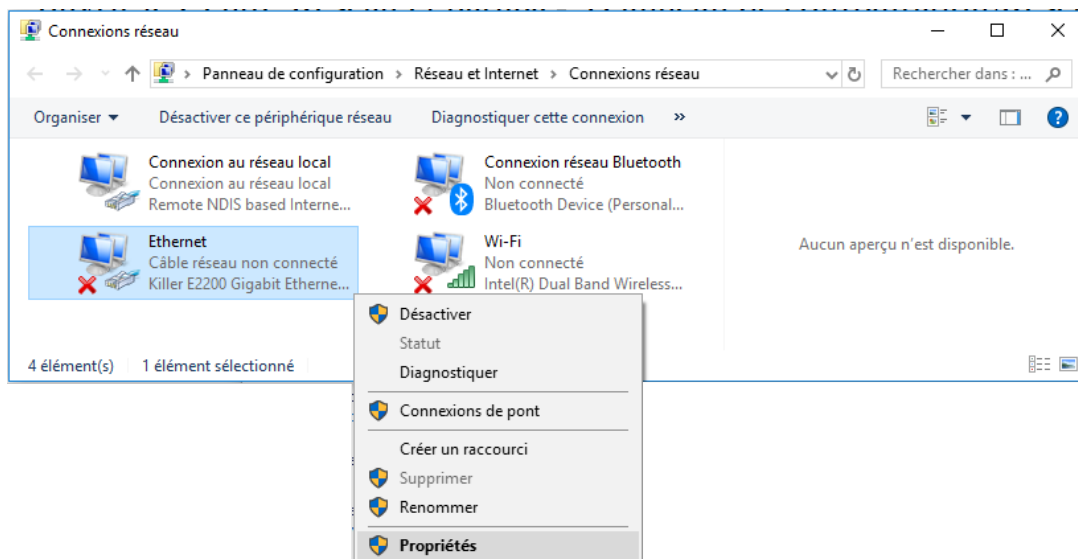 Connexions réseau
Panneau de configuration > Réseau et Internet > Connexions réseau
Rechercher dans : ...
Organiser
Désactiver ce périphérique réseau
Diagnostiquer cette connexion
»
Connexion au réseau local
Connexion au réseau local
Remote NDIS based Interne...
Connexion réseau Bluetooth
Non connecté
Bluetooth Device (Personal...
Ethernet
Câble réseau non connecté
Killer E2200 Gigabit Etherne...
Wi-Fi
Non connecté
Intel(R) Dual Band Wireless...
Aucun aperçu n'est disponible.
4 élément(s)
1 élément sélectionné
Désactiver
Statut
Diagnostiquer
Connexions de pont
Créer un raccourci
Supprimer
Renommer
Propriétés